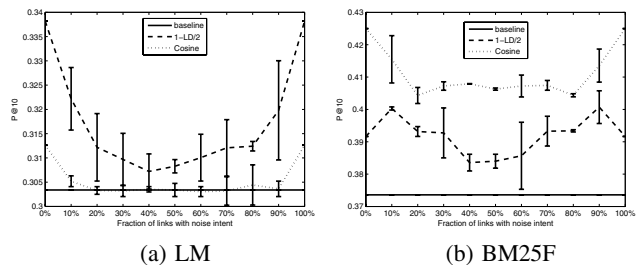 0.34
0.335
0.33
0.325
0.32
0.315
0.31
0.305
0.3
P@10
baseline
1-LD/2
Cosine
0% 10% 20% 30% 40% 50% 60% 70% 80% 90% 100%
Fraction of links with noise intent
(a) LM
0.43
0.42
0.41
0.4
0.39
0.38
0.37
P@10
baseline
1-LD/2
Cosine
0% 10% 20% 30% 40% 50% 60% 70% 80% 90% 100%
Fraction of links with noise intent
(b) BM25F